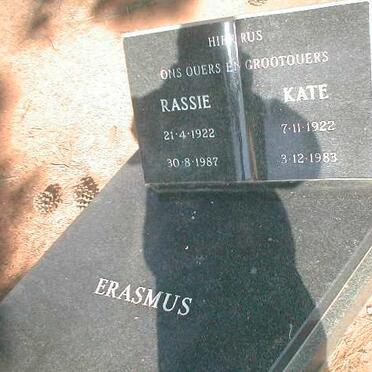 HIER RUS
ONS OUERS EN GROOTOUERS
RASSIE
21·4·1922
30·8·1987
KATE
7·11·1922
3·12·1983
ERASMUS